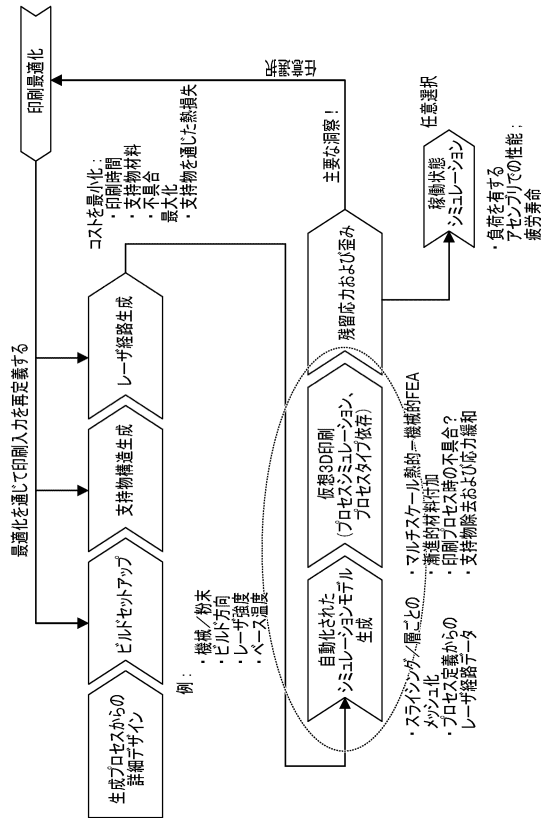 印刷最適化
最適化を通じて印刷入力を再定義する
任意選択
生成プロセスからの
詳細デザイン
ビルドセットアップ
支持物構造生成
レーザ経路生成
例：
・機械／粉末
・ビルド方向
・レーザ強度
・ベース温度
コストを最小化：
・印刷時間
・支持物材料
・不具合
最大化
・支持物を通じた熱損失
自動化された
シミュレーションモデル
生成
仮想3D印刷
(プロセスシミュレーション、
プロセスタイプ依存)
残留応力および歪み
主要な洞察！
・スライシング／層ごとの
メッシュ化
・プロセス定義からの
レーザ経路データ
・マルチスケール熱的－機械的FEA
・漸進的材料付加
・印刷プロセス時の不具合？
・支持物除去および応力緩和
任意選択
稼働状態
シミュレーション
・負荷を有する
アセンブリでの性能；
疲労寿命